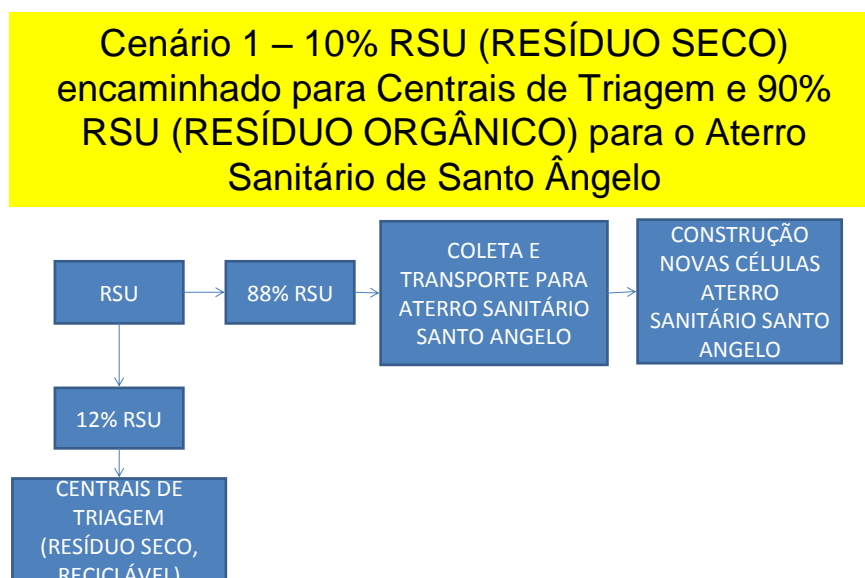 Cenário 1 – 10% RSU (RESÍDUO SECO)
encaminhado para Centrais de Triagem e 90%
RSU (RESÍDUO ORGÂNICO) para o Aterro
Sanitário de Santo Ângelo
RSU
88% RSU
COLETA E
TRANSPORTE PARA
ATERRO SANITÁRIO
SANTO ANGELO
CONSTRUÇÃO
NOVAS CÉLULAS
ATERRO
SANITÁRIO SANTO
ANGELO
12% RSU
CENTRAIS DE
TRIAGEM
(RESÍDUO SECO,
RECICLÁVEL)